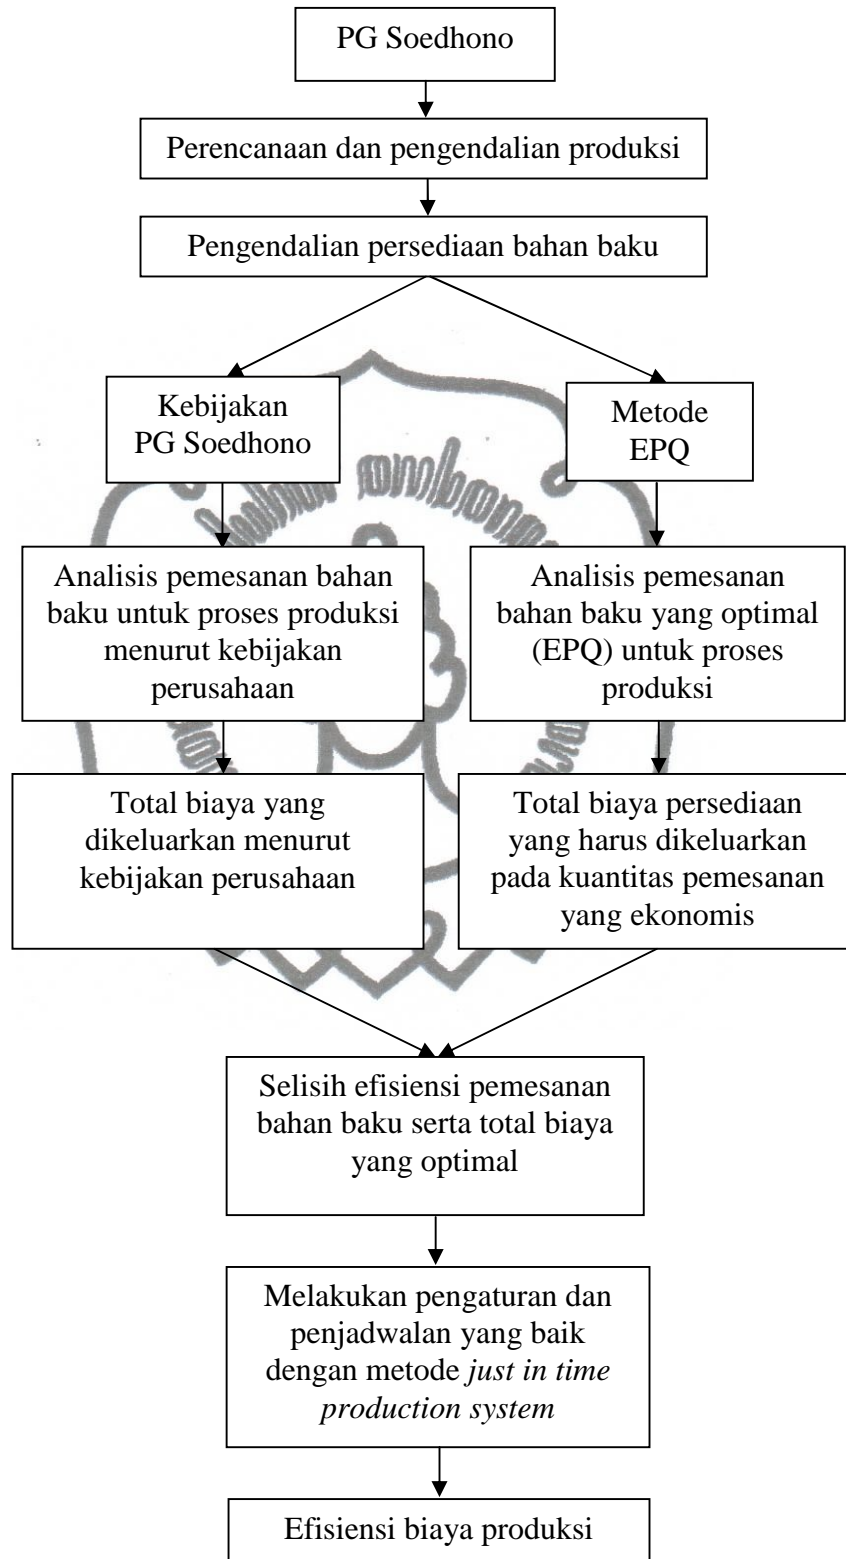 PG Soedhono
Perencanaan dan pengendalian produksi
Pengendalian persediaan bahan baku
Kebijakan
PG Soedhono
Metode
EPQ
Analisis pemesanan bahan
baku untuk proses produksi
menurut kebijakan
perusahaan
Analisis pemesanan
bahan baku yang optimal
(EPQ) untuk proses
produksi
Total biaya yang
dikeluarkan menurut
kebijakan perusahaan
Total biaya persediaan
yang harus dikeluarkan
pada kuantitas pemesanan
yang ekonomis
Selisih efisiensi pemesanan
bahan baku serta total biaya
yang optimal
Melakukan pengaturan dan
penjadwalan yang baik
dengan metode just in time
production system
Efisiensi biaya produksi